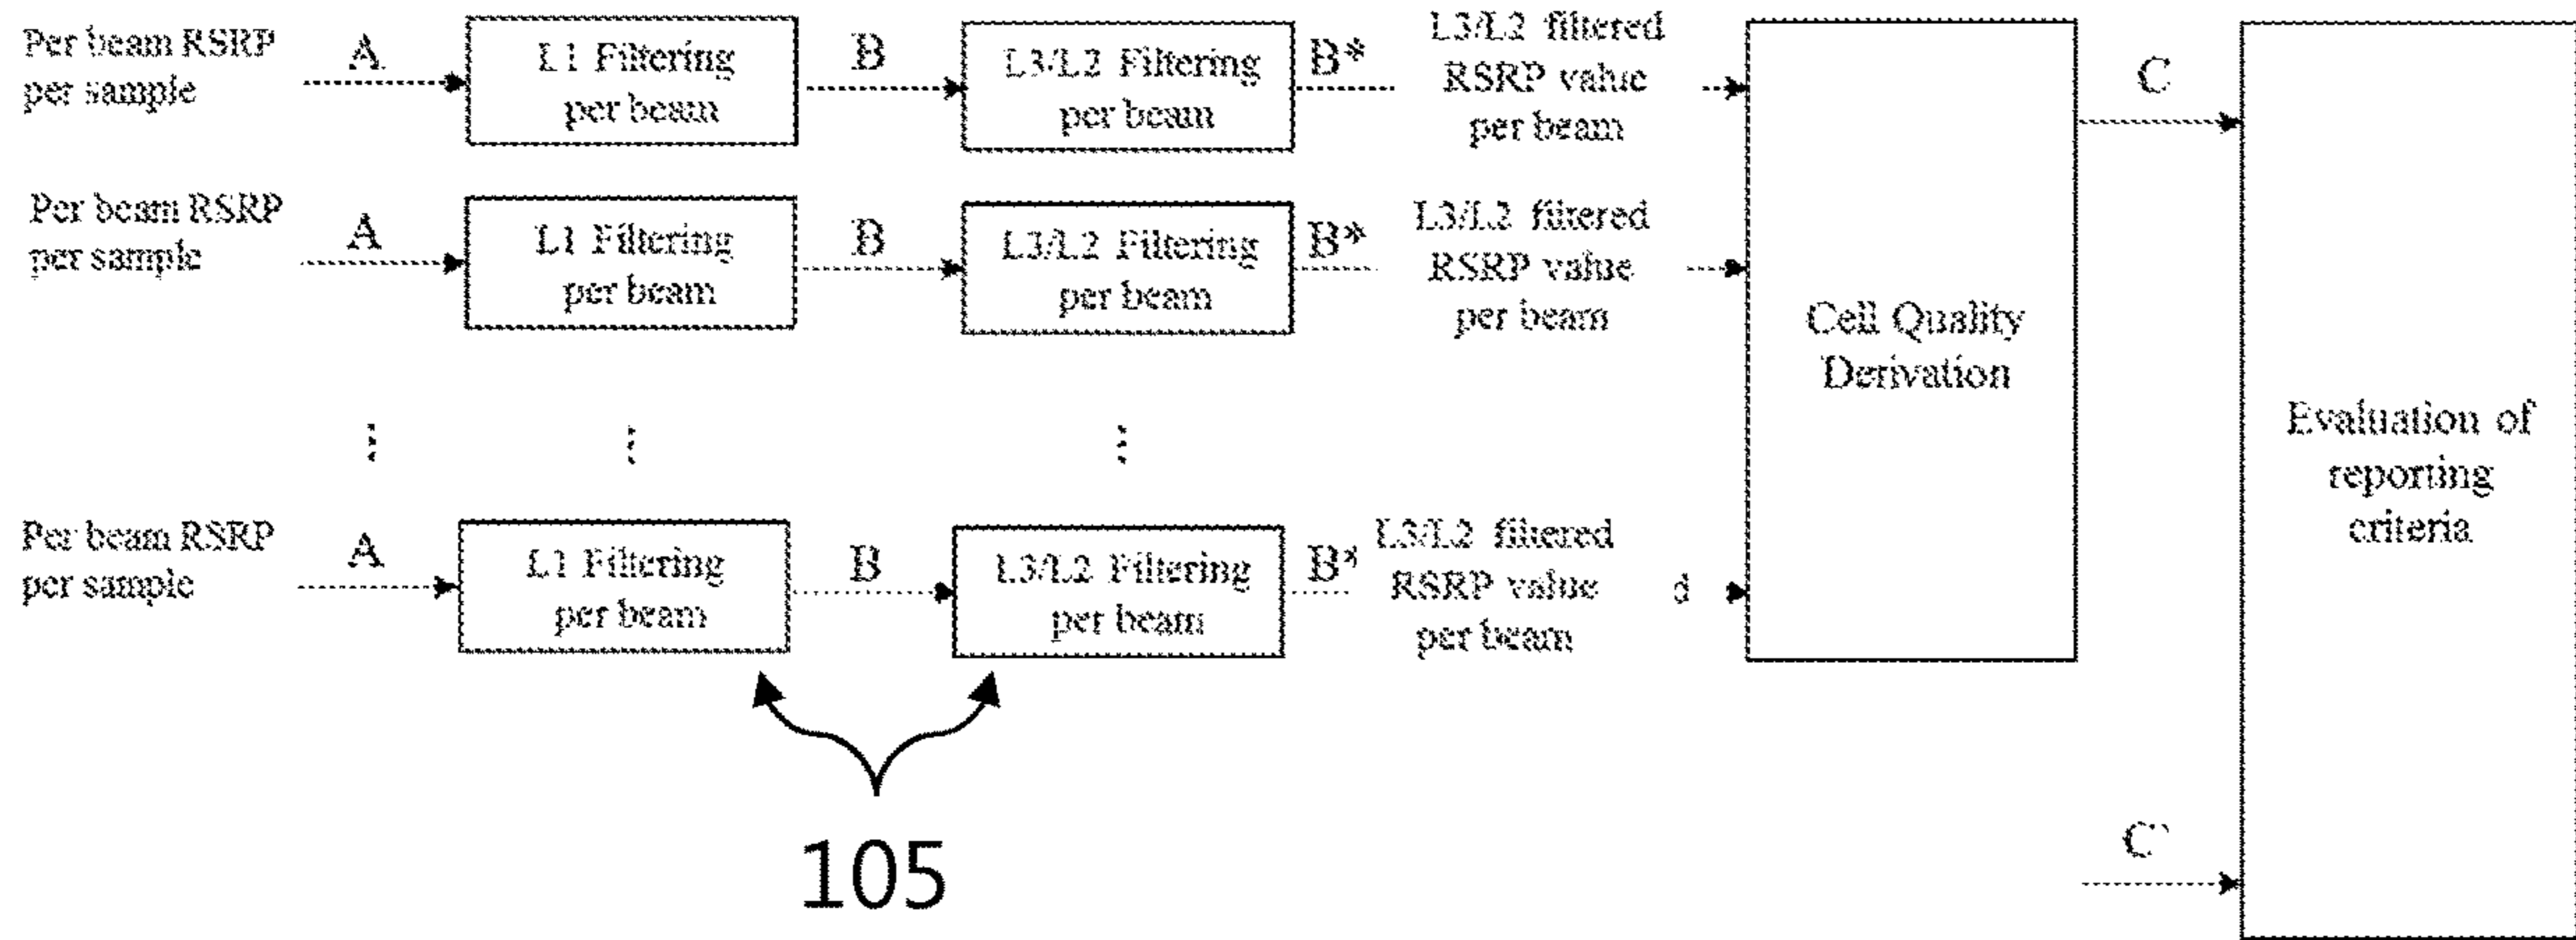 Per beam RSRP
per sample
A
L1 Filtering
per beam
B
L3/L2 Filtering
per beam
B*
L3/L2 filtered
RSRP value
per beam
C
Per beam RSRP
per sample
A
L1 Filtering
per beam
B
L3/L2 Filtering
per beam
B*
L3/L2 filtered
RSRP value
per beam
Cell Quality
Derivation
Evaluation of
reporting
criteria
Per beam RSRP
per sample
A
L1 Filtering
per beam
B
L3/L2 Filtering
per beam
B*
L3/L2 filtered
RSRP value
per beam
d
C'
105